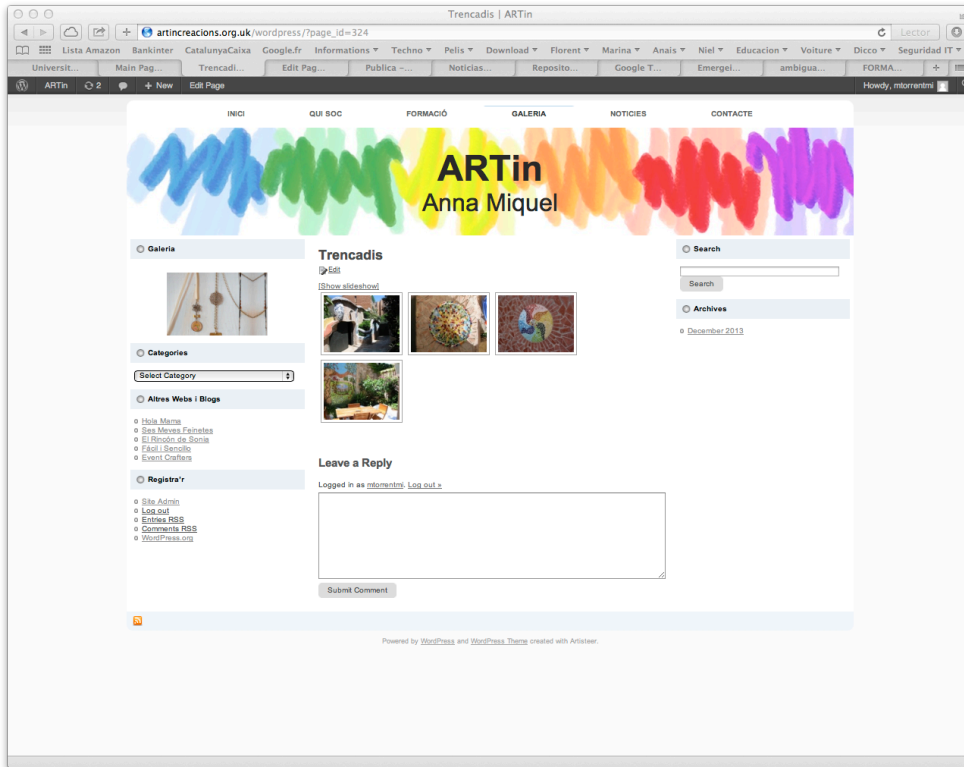 Trencadis | ARTin
artincreacions.org.uk/wordpress/?page_id=324
Lector
Lista Amazon Bankinter CatalunyaCaixa Google.fr Informations Techno Pelis Download Florent Marina Anais Niel Educacion Voiture Dicco Seguridad IT
Universit... Main Pag... Trencadi... Edit Pag... Publica –... Noticias... Reposito... Google T... Emergei... ambigua... FORMA...
ARTin 2 + New Edit Page Howdy, mtorrentmi
INICI QUI SOC FORMACIÓ GALERIA NOTICIES CONTACTE
ARTin
Anna Miquel
Galeria
Categories
Select Category
Altres Webs i Blogs
Hola Mama
Ses Meves Feinetes
El Rincón de Sonia
Fácil i Sencillo
Event Crafters
Registra'r
Site Admin
Log out
Entries RSS
Comments RSS
WordPress.org
Trencadis
Edit
[Show slideshow]
Leave a Reply
Logged in as mtorrentmi. Log out »
Submit Comment
Search
Search
Archives
December 2013
Powered by WordPress and WordPress Theme created with Artisteer.